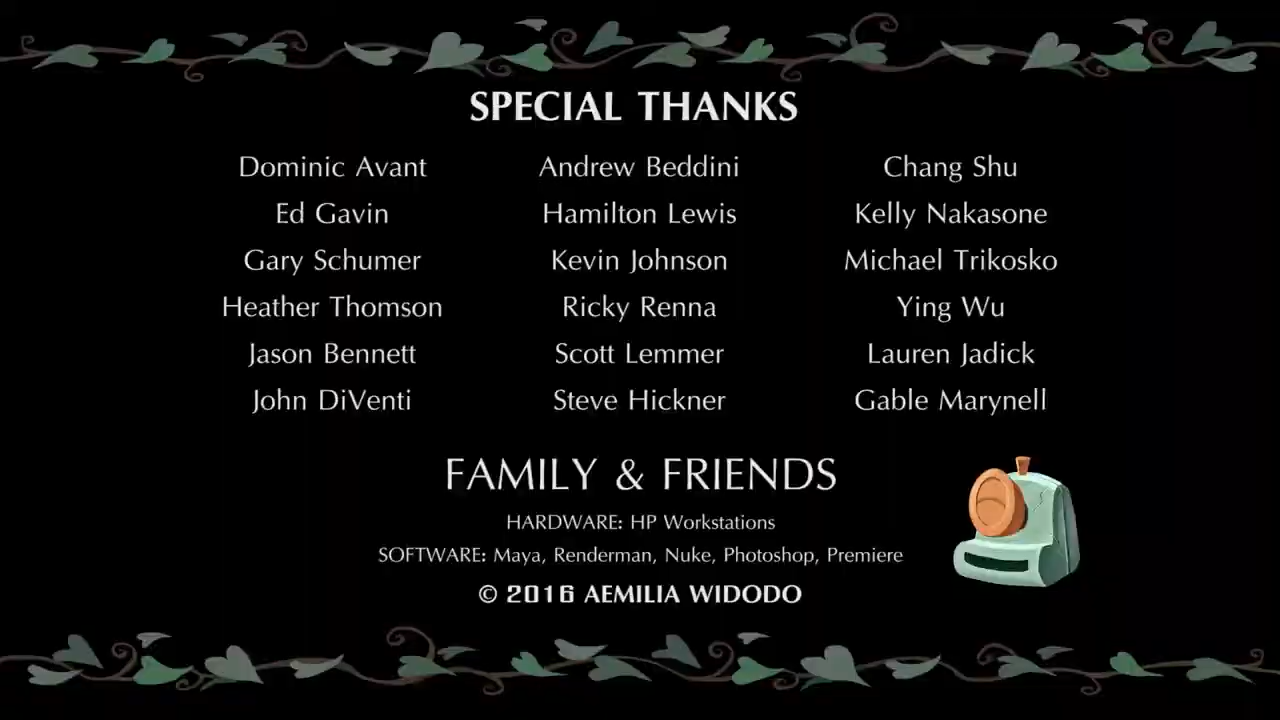 SPECIAL THANKS
Dominic Avant Andrew Beddini Chang Shu
Ed Gavin Hamilton Lewis Kelly Nakasone
Gary Schumer Kevin Johnson Michael Trikosko
Heather Thomson Ricky Renna Ying Wu
Jason Bennett Scott Lemmer Lauren Jadick
John DiVenti Steve Hickner Gable Marynell
FAMILY & FRIENDS
HARDWARE: HP Workstations
SOFTWARE: Maya, Renderman, Nuke, Photoshop, Premiere
© 2016 AEMILIA WIDODO